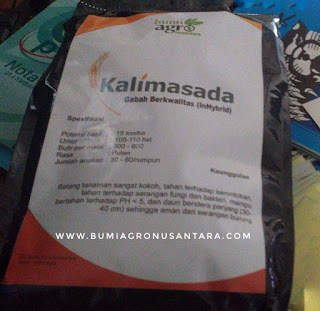 bumi
agro
Nota
Kalimasada
Gabah Berkwalitas (InHybrid)
Spesifikasi
Potensi hasil : 15 ton/ha
Umur : 105-110 hst
Butir per malai : 300 - 600
Rasa : Pulen
Jumlah anakan : 30 - 60/rumpun
Keunggulan
Batang tanaman sangat kokoh, tahan terhadap kerontokan,
tahan terhadap serangan fungi dan bakteri, mampu
bertahan terhadap PH < 5, dan daun bendera panjang (30-
40 cm) sehingga aman dari serangan burung
WWW.BUMIAGRONUSANTARA.COM